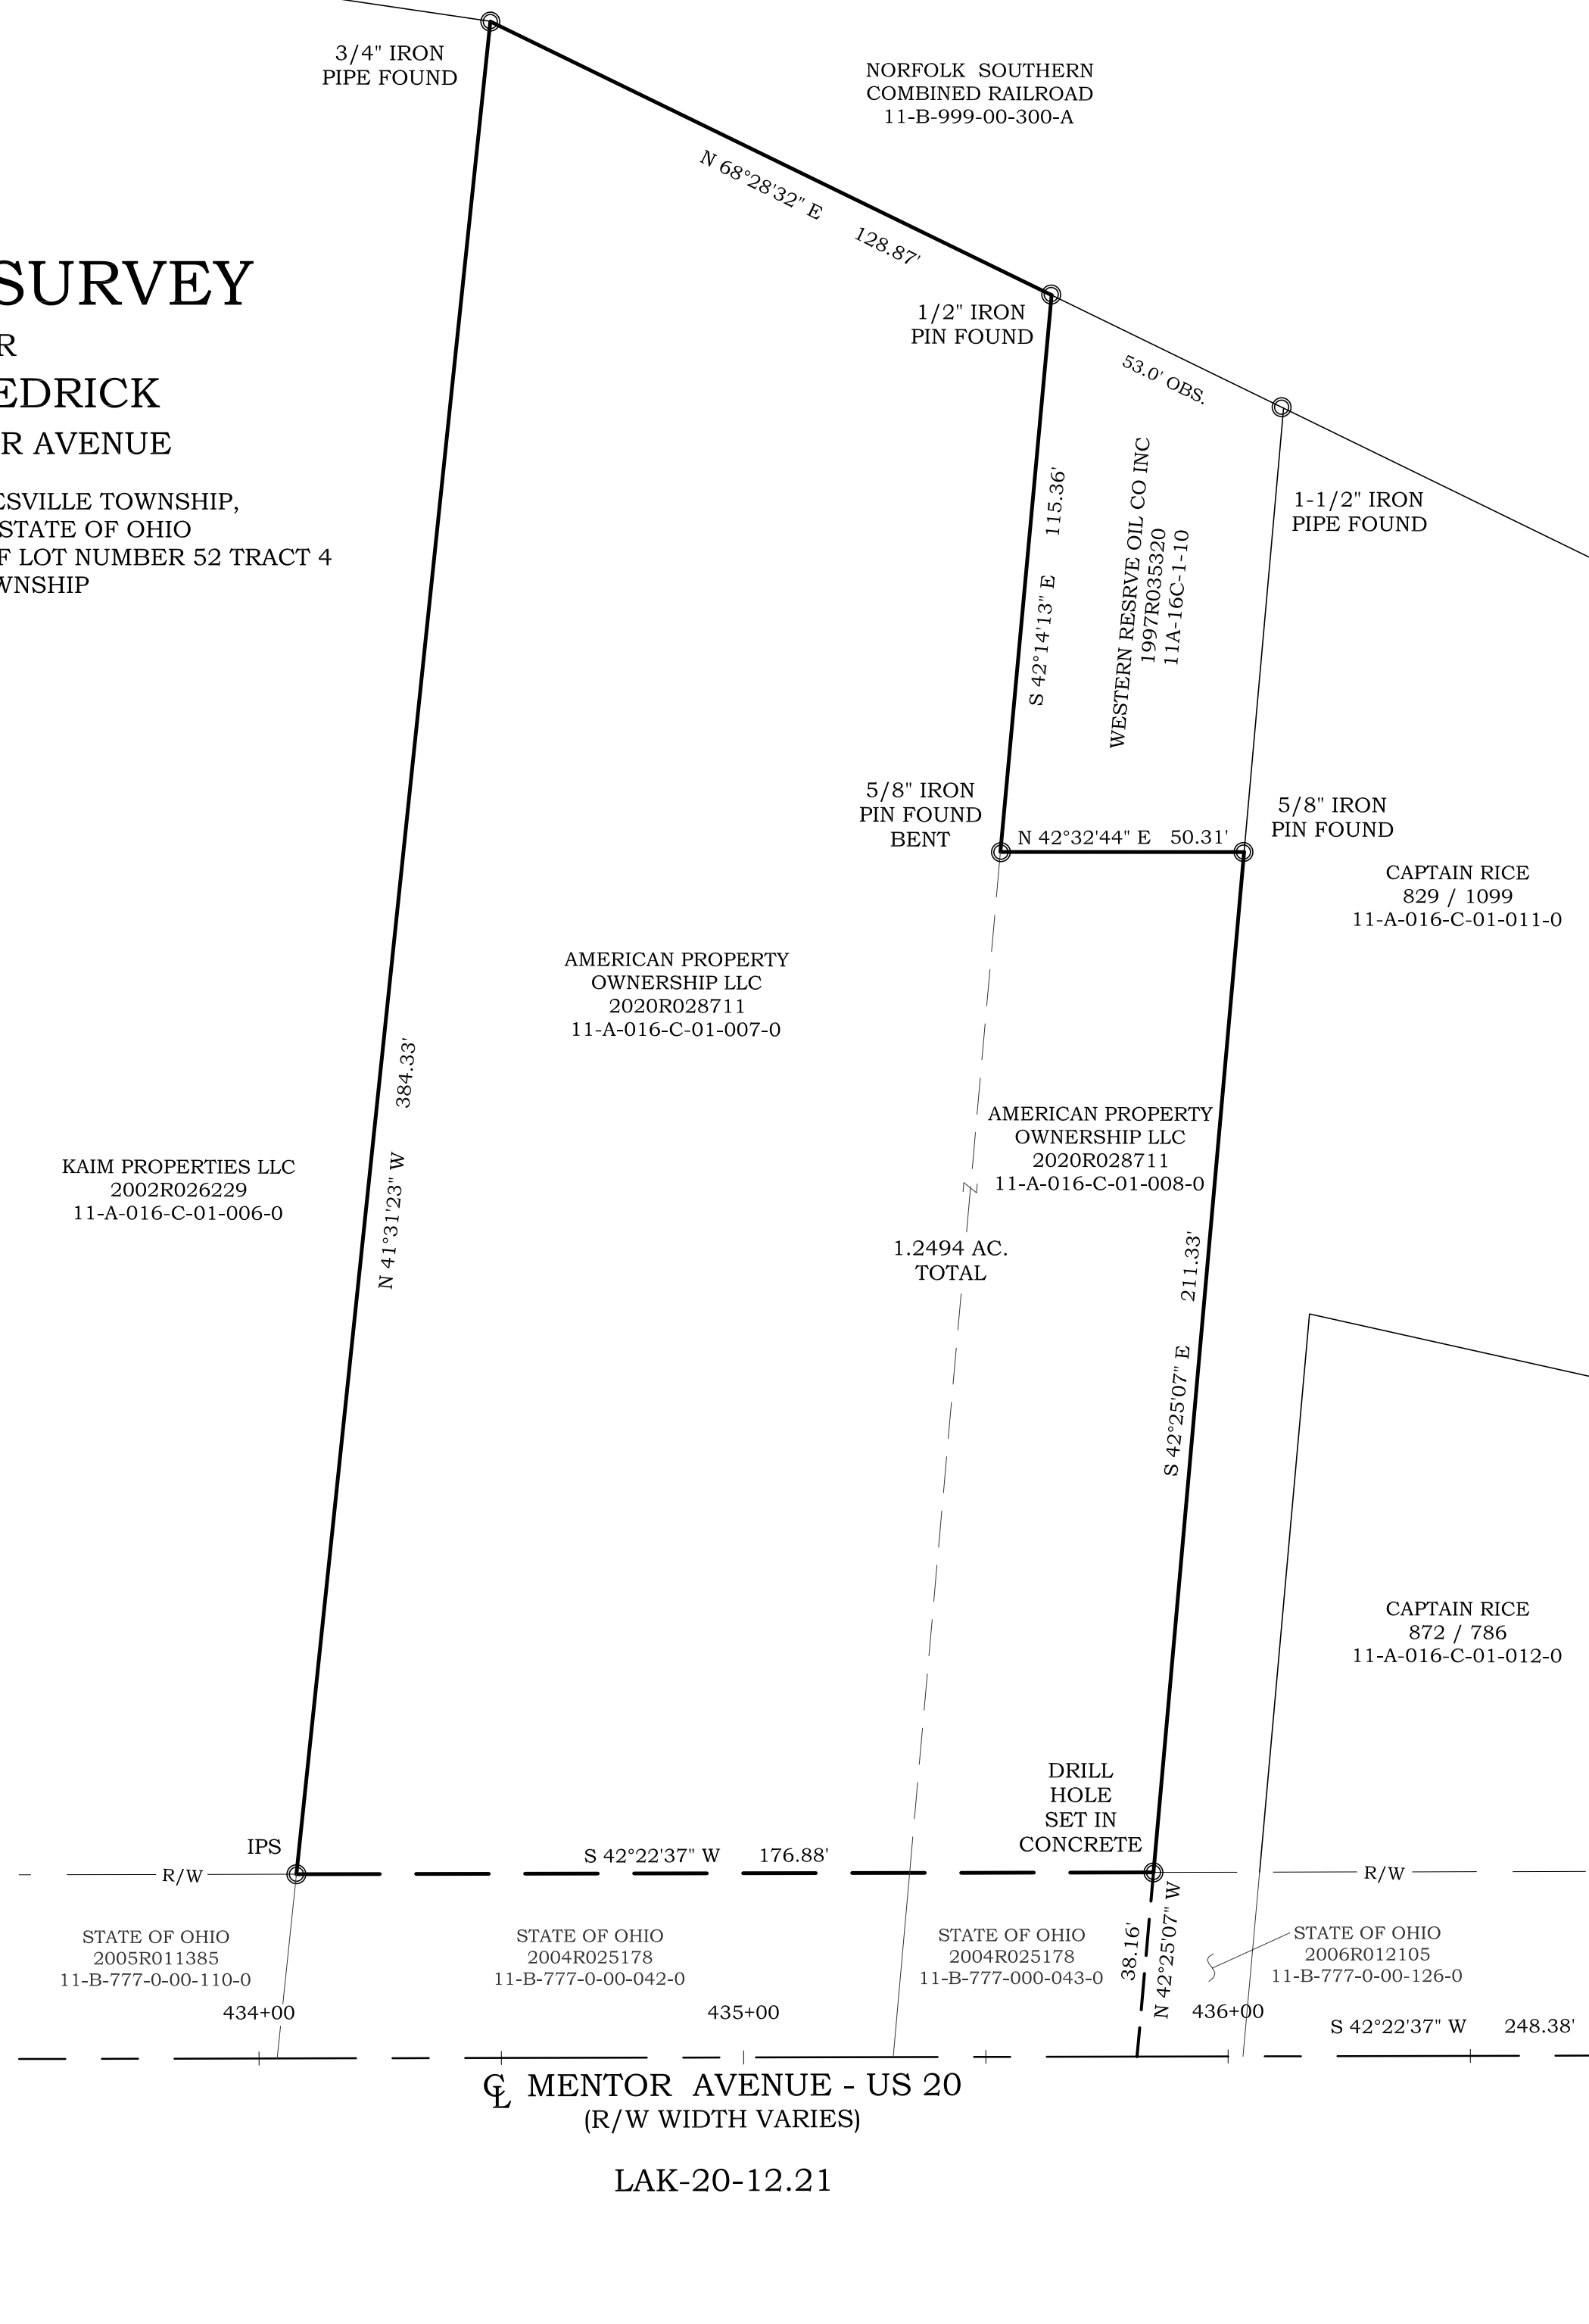 3/4" IRON
PIPE FOUND
NORFOLK SOUTHERN
COMBINED RAILROAD
11-B-999-00-300-A
N 68°28'32" E 128.87'
SURVEY
R
EDRICK
R AVENUE
ESVILLE TOWNSHIP,
STATE OF OHIO
F LOT NUMBER 52 TRACT 4
WNSHIP
1/2" IRON
PIN FOUND
53.0' OBS.
1-1/2" IRON
PIPE FOUND
S 42°14'13" E 115.36'
WESTERN RESRVE OIL CO INC
1997R035320
11A-16C-1-10
5/8" IRON
PIN FOUND
BENT
N 42°32'44" E 50.31'
5/8" IRON
PIN FOUND
CAPTAIN RICE
829 / 1099
11-A-016-C-01-011-0
AMERICAN PROPERTY
OWNERSHIP LLC
2020R028711
11-A-016-C-01-007-0
N 41°31'23" W 384.33'
AMERICAN PROPERTY
OWNERSHIP LLC
2020R028711
11-A-016-C-01-008-0
KAIM PROPERTIES LLC
2002R026229
11-A-016-C-01-006-0
1.2494 AC.
TOTAL
S 42°25'07" E 211.33'
CAPTAIN RICE
872 / 786
11-A-016-C-01-012-0
DRILL
HOLE
SET IN
CONCRETE
IPS
S 42°22'37" W 176.88'
R/W
R/W
STATE OF OHIO
2005R011385
11-B-777-0-00-110-0
STATE OF OHIO
2004R025178
11-B-777-0-00-042-0
STATE OF OHIO
2004R025178
11-B-777-000-043-0
38.16'
N 42°25'07" W
STATE OF OHIO
2006R012105
11-B-777-0-00-126-0
434+00
435+00
436+00
S 42°22'37" W 248.38'
CL MENTOR AVENUE - US 20
(R/W WIDTH VARIES)
LAK-20-12.21